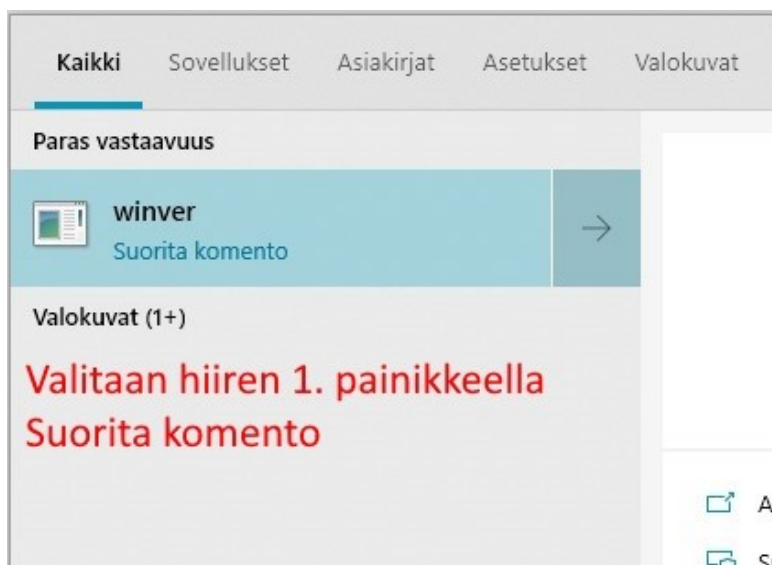 Kaikki Sovellukset Asiakirjat Asetukset Valokuvat
Paras vastaavuus
winver
Suorita komento
Valokuvat (1+)
Valitaan hiiren 1. painikkeella
Suorita komento
A